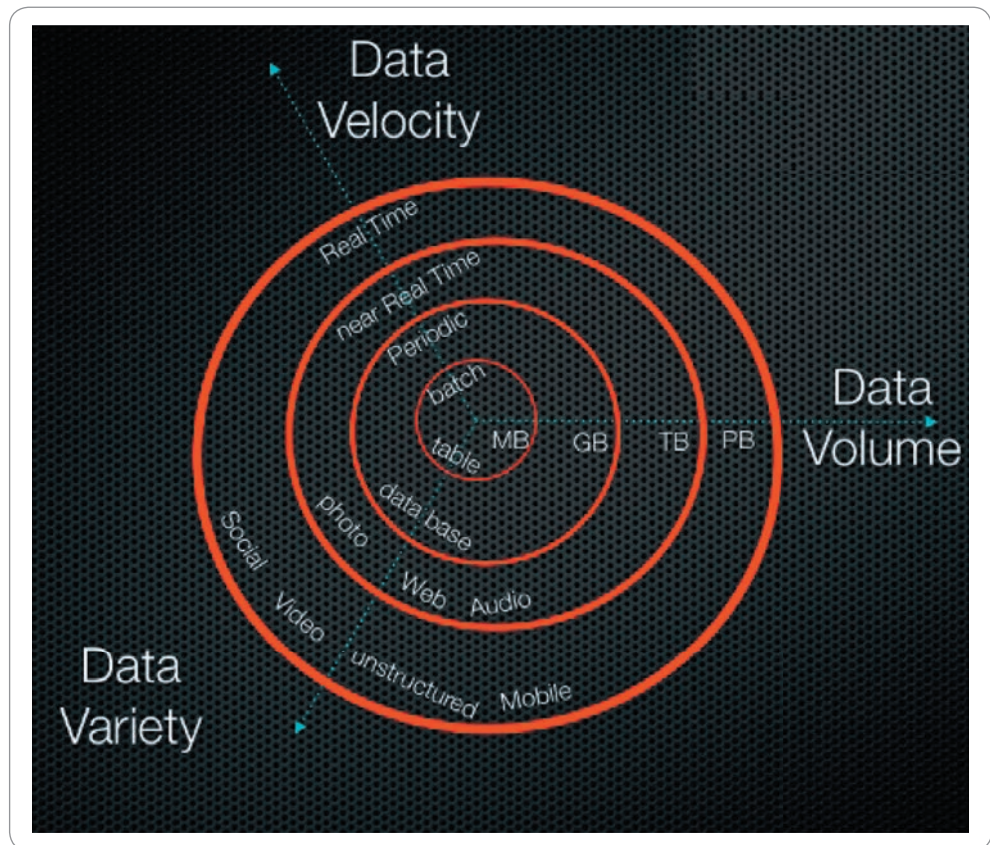 Data
Velocity
Real Time
near Real Time
Periodic
batch
Data
Volume
MB GB TB PB
table
data base
photo
Web Audio
Social
Video
unstructured Mobile
Data
Variety